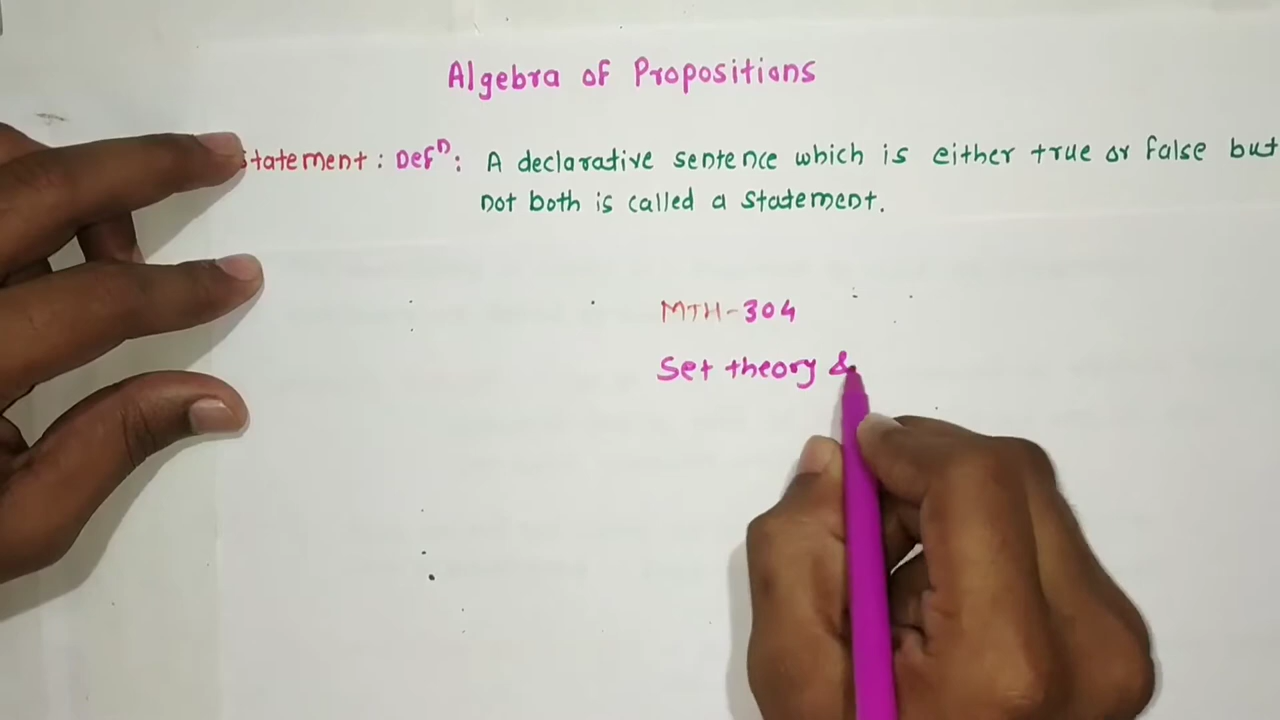 Algebra of Propositions
Statement : Defⁿ : A declarative sentence which is either true or false but
not both is called a statement.
MTH-304
Set theory &